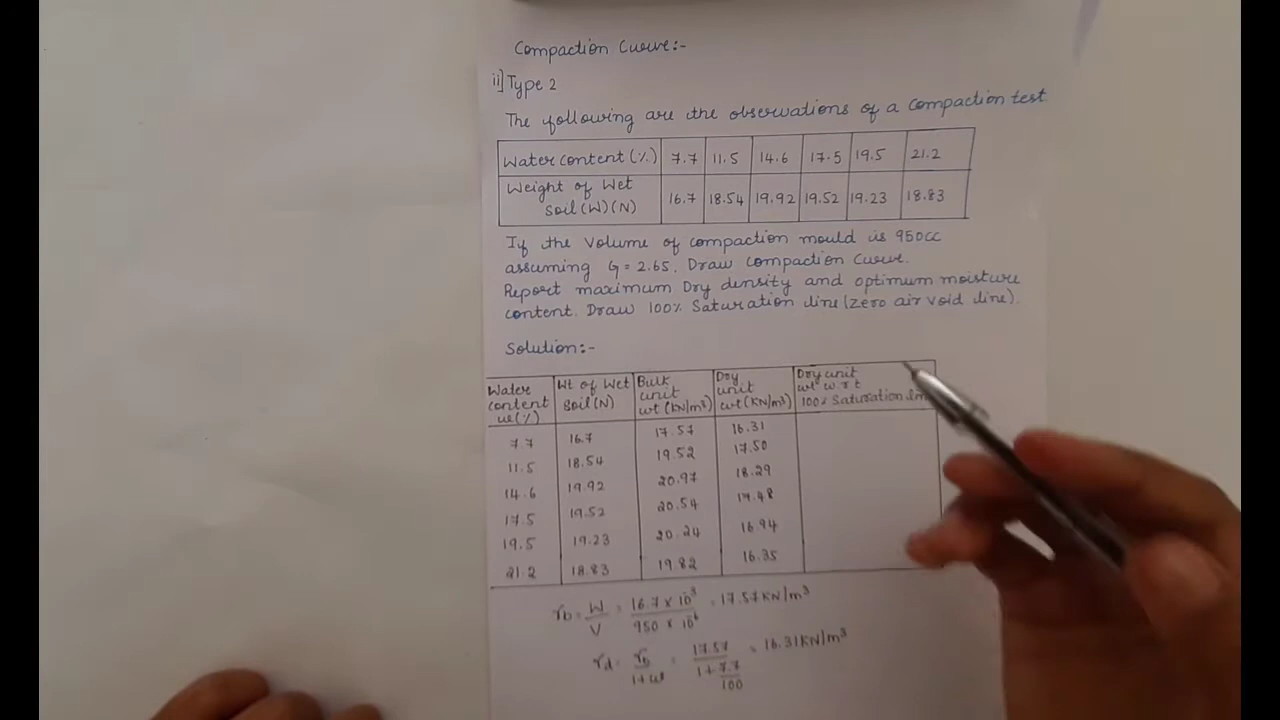 Compaction Curve:-
ii] Type 2
The following are the observations of a compaction test.
Water content (%) 7.7 11.5 14.6 17.5 19.5 21.2
Weight of Wet Soil (W) (N) 16.7 18.54 19.92 19.52 19.23 18.83
If the Volume of compaction mould is 950cc
assuming G = 2.65. Draw compaction Curve.
Report maximum Dry density and optimum moisture
content. Draw 100% Saturation line (Zero air void line).
Solution:-
Water content w(%) Wt of Wet Soil (N) Bulk unit wt (kN/m³) Dry unit wt (kN/m³) Dry unit wt w.r.t 100% Saturation
7.7 16.7 17.57 16.31
11.5 18.54 19.52 17.50
14.6 19.92 20.97 18.29
17.5 19.52 20.54 17.48
19.5 19.23 20.24 16.94
21.2 18.83 19.82 16.35
γb = W/V = 16.7 x 10⁻³ / 950 x 10⁻⁶ = 17.57 KN/m³
γd = γb / 1+w = 17.57 / 1 + 7.7/100 = 16.31 KN/m³